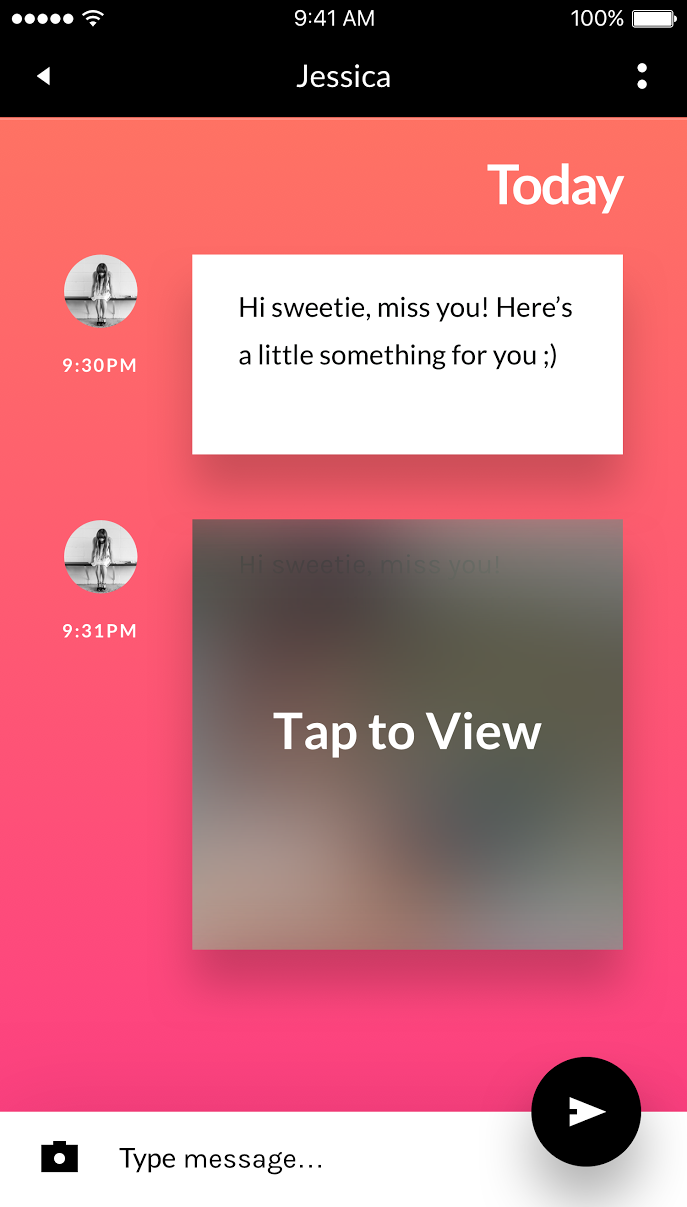 9:41 AM
100%
Jessica
Today
Hi sweetie, miss you! Here’s
a little something for you ;)
9:30PM
Hi sweetie, miss you!
Tap to View
9:31PM
Type message...